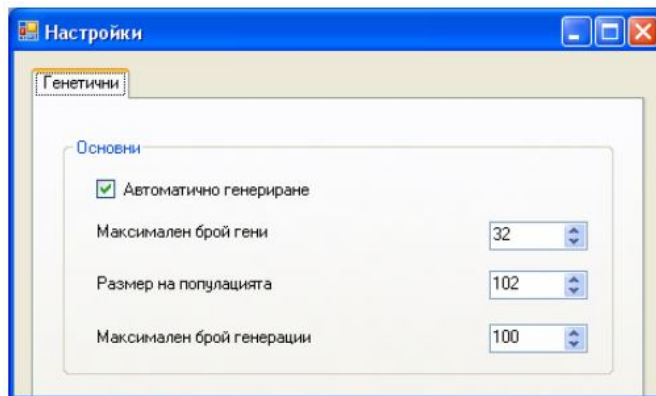 Настройки
Генетични
Основни
Автоматично генериране
Максимален брой гени 32
Размер на популацията 102
Максимален брой генерации 100